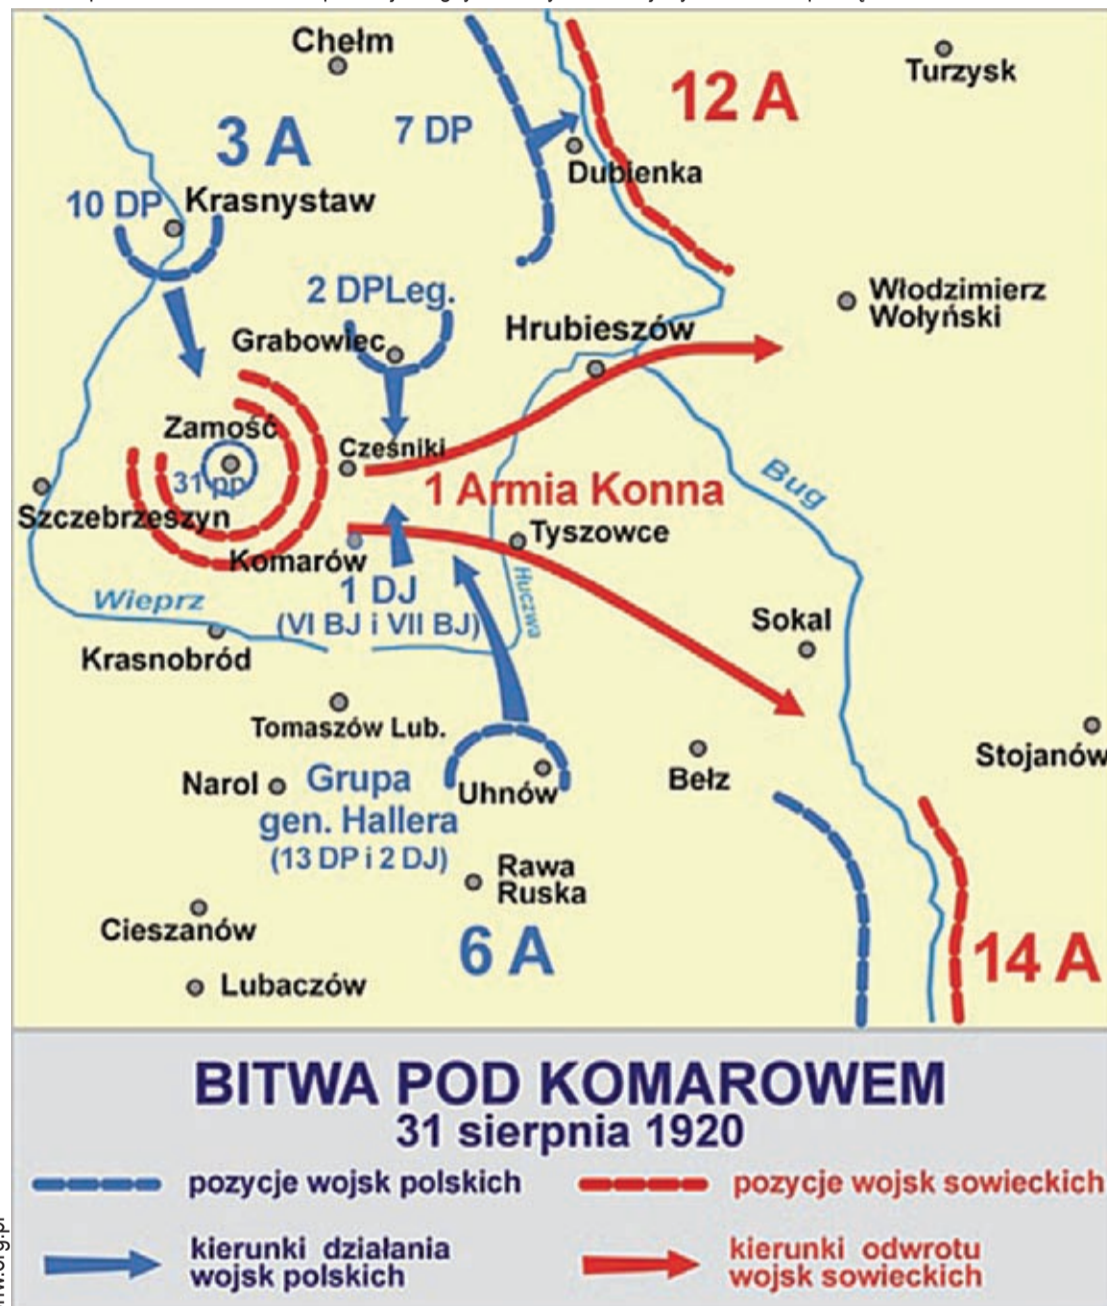 Chełm
Turzysk
12 A
3 A
7 DP
Dubienka
10 DP
Krasnystaw
2 DPLeg.
Włodzimierz
Wołyński
Grabowiec
Hrubieszów
Zamość
Cześniki
31 pp
1 Armia Konna
Bug
Szczebrzeszyn
Tyszowce
Komarów
1 DJ
(VI BJ i VII BJ)
Huczwa
Wieprz
Sokal
Krasnobród
Tomaszów Lub.
Stojanów
Narol
Grupa
gen. Hallera
(13 DP i 2 DJ)
Uhnów
Bełz
Rawa
Ruska
Cieszanów
6 A
14 A
Lubaczów
BITWA POD KOMAROWEM
31 sierpnia 1920
pozycje wojsk polskich
pozycje wojsk sowieckich
kierunki działania
wojsk polskich
kierunki odwrotu
wojsk sowieckich